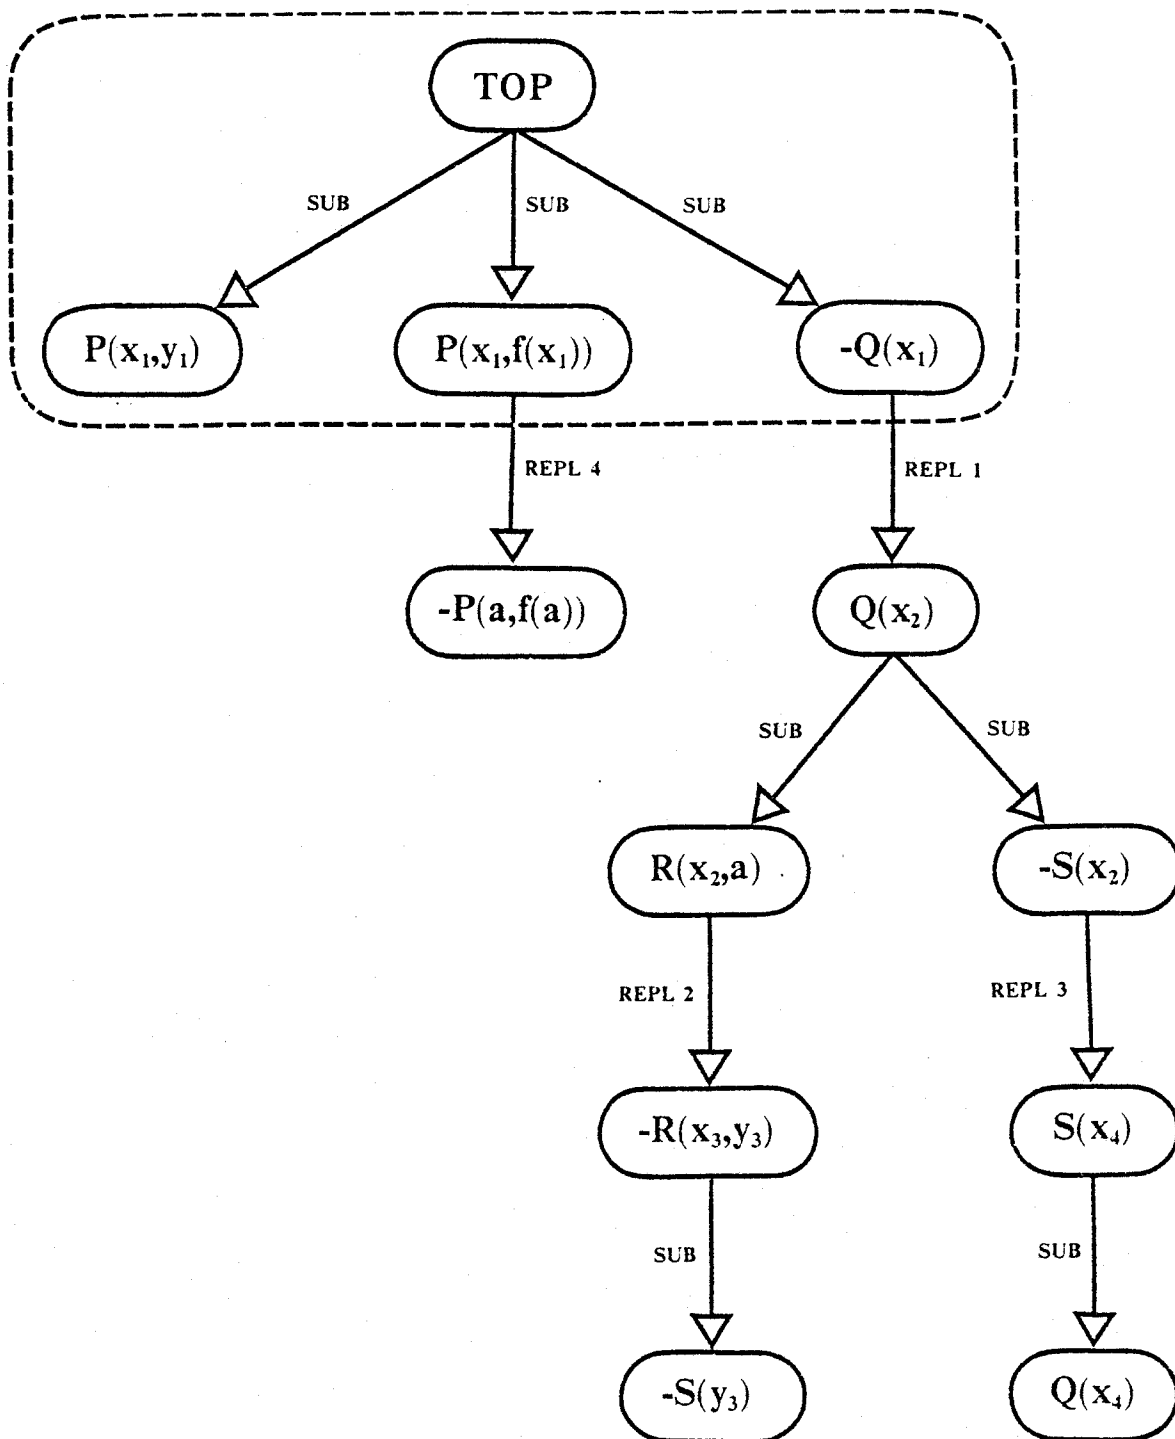 TOP
SUB SUB SUB
P(x₁,y₁) P(x₁,f(x₁)) -Q(x₁)
REPL 4 REPL 1
-P(a,f(a)) Q(x₂)
SUB SUB
R(x₂,a) -S(x₂)
REPL 2 REPL 3
-R(x₃,y₃) S(x₄)
SUB SUB
-S(y₃) Q(x₄)